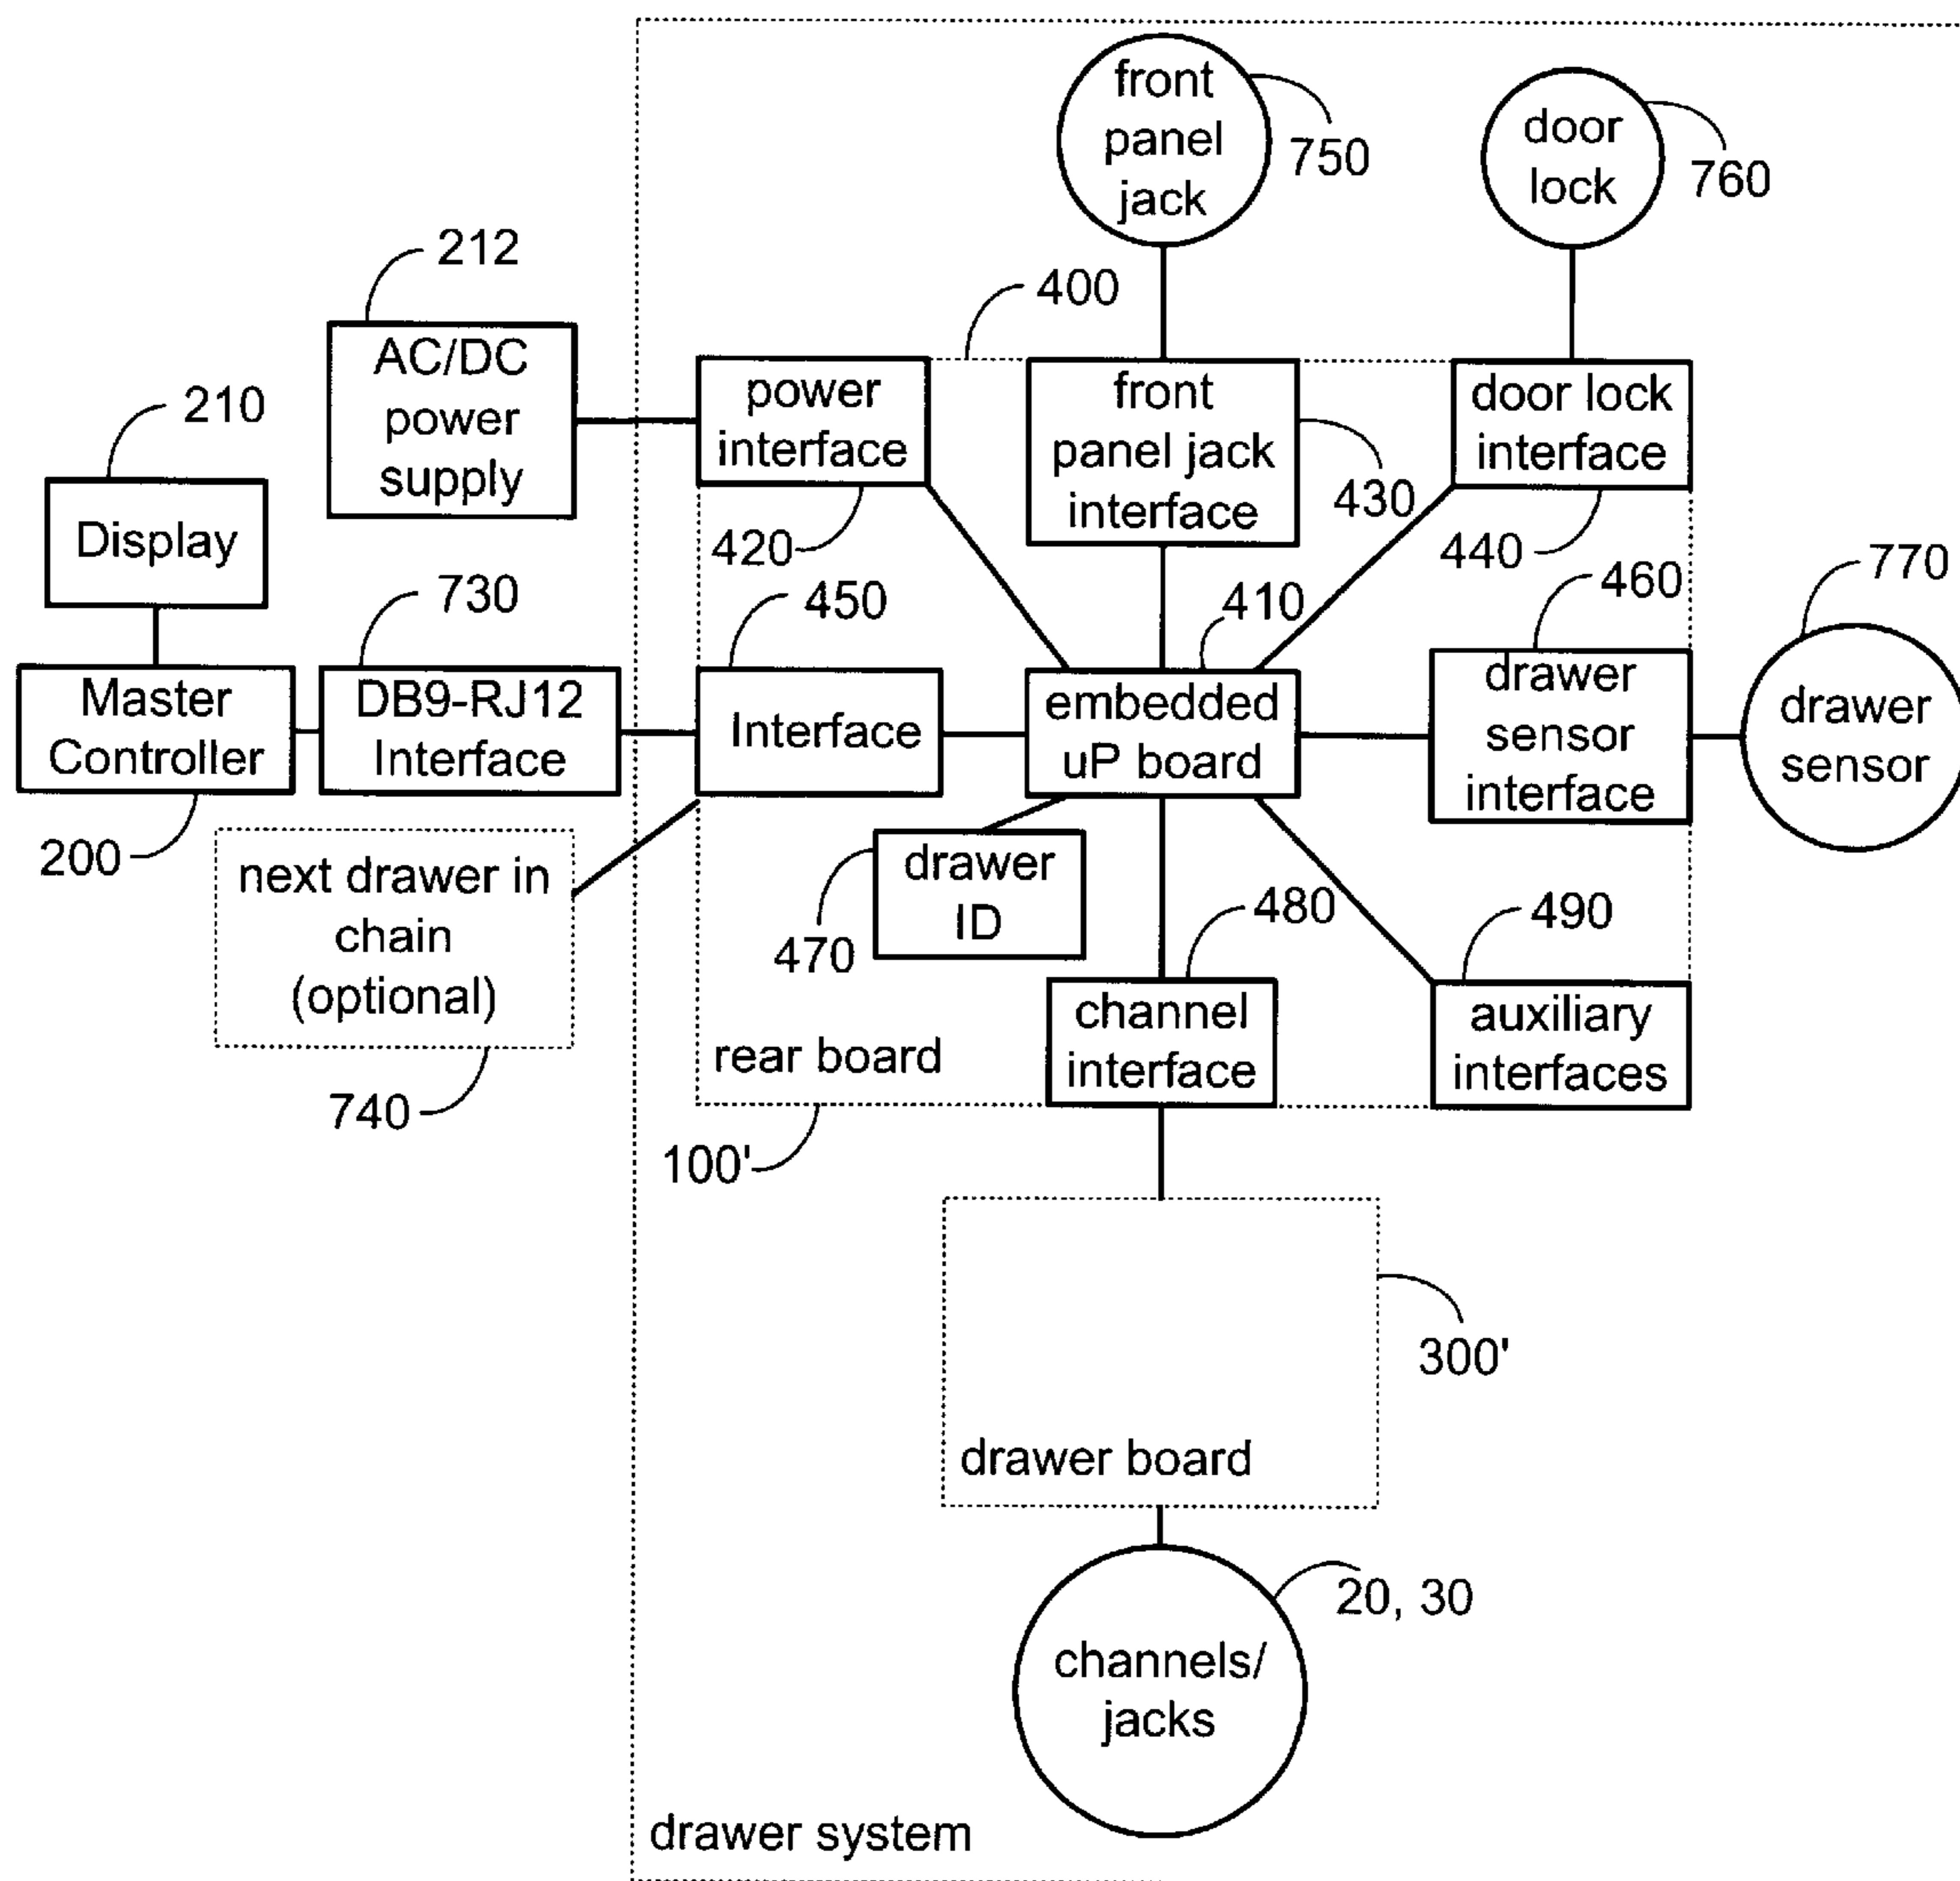 front
panel
jack
750
door
lock
760
212
400
AC/DC
power
supply
power
interface
front
panel jack
interface
door lock
interface
210
430
Display
420
440
730
450
410
460
770
Master
Controller
DB9-RJ12
Interface
Interface
embedded
uP board
drawer
sensor
interface
drawer
sensor
200
next drawer in
chain
(optional)
drawer
ID
470
480
490
channel
interface
auxiliary
interfaces
rear board
740
100'
300'
drawer board
20, 30
channels/
jacks
drawer system